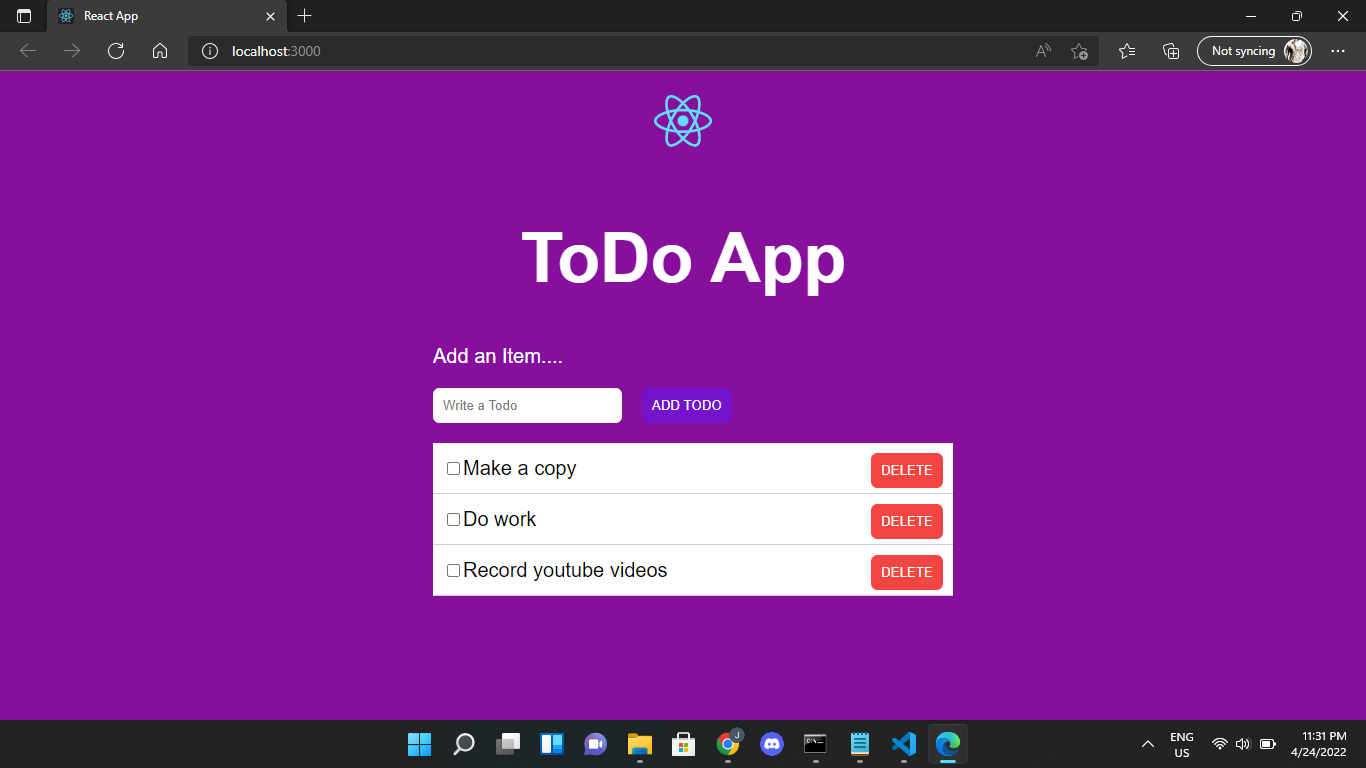 React App
localhost:3000
Not syncing
ToDo App
Add an Item....
Write a Todo
ADD TODO
Make a copy
DELETE
Do work
DELETE
Record youtube videos
DELETE
J
ENG
US
11:31 PM
4/24/2022